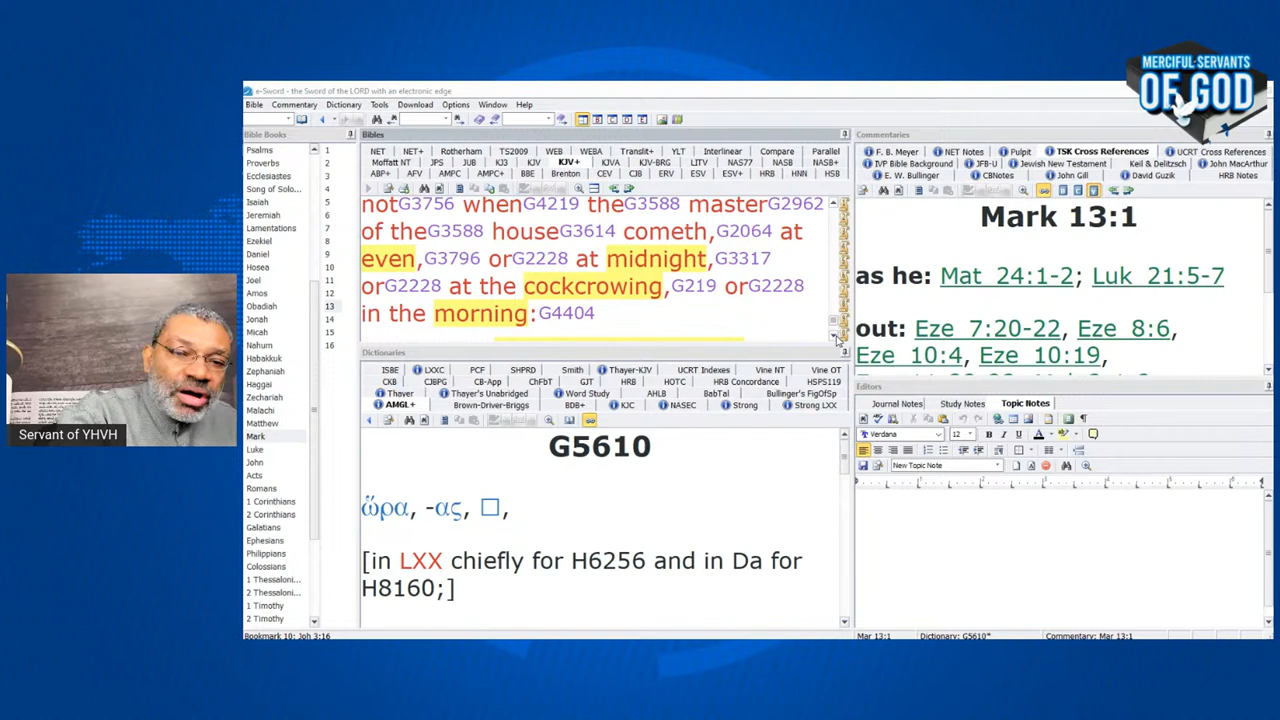 MERCIFUL-SERVANTS
OF GOD
e-Sword - the Sword of the LORD with an electronic edge
Bible Commentary Dictionary Tools Download Options Window Help
Bible Books
Psalms
Proverbs
Ecclesiastes
Song of Solo...
Isaiah
Jeremiah
Lamentations
Ezekiel
Daniel
Hosea
Joel
Amos
Obadiah
Jonah
Micah
Nahum
Habakkuk
Zephaniah
Haggai
Zechariah
Malachi
Matthew
Mark
Luke
John
Acts
Romans
1 Corinthians
2 Corinthians
Galatians
Ephesians
Philippians
Colossians
1 Thessaloni...
2 Thessaloni...
1 Timothy
2 Timothy
1
2
3
4
5
6
7
8
9
10
11
12
13
14
15
16
Bibles
NET NET+ Rotherham TS2009 WEB WEBA Translit+ YLT Interlinear Compare Parallel
Moffatt NT JPS JUB KJ3 KJV KJV+ KJVA KJV-BRG LITV NAS77 NASB NASB+
ABP+ AFV AMPC AMPC+ BBE Brenton CEV CJB ERV ESV ESV+ HRB HNN HSB
notG3756 whenG4219 theG3588 masterG2962
of theG3588 houseG3614 cometh,G2064 at
even,G3796 orG2228 at midnight,G3317
orG2228 at the cockcrowing,G219 orG2228
in the morning:G4404
Dictionaries
ISBE LXXC PCF SHPRD Smith Thayer-KJV UCRT Indexes Vine NT Vine OT
CKB CJBPG CB-App ChFBT GJT HRB HOTC HRB Concordance HSPS119
Thayer Thayer's Unabridged Word Study AHLB BabTal Bullinger's FigOfSp
AMGL+ Brown-Driver-Briggs BDB+ KJC NASEC Strong Strong LXX
G5610
ὥρα, -ας, □,
[in LXX chiefly for H6256 and in Da for
H8160;]
Commentaries
F. B. Meyer NET Notes Pulpit TSK Cross References UCRT Cross References
IVP Bible Background JFB-U Jewish New Testament Keil & Delitzsch John MacArthur
E. W. Bullinger CBNotes John Gill David Guzik HRB Notes
Mark 13:1
as he: Mat 24:1-2; Luk 21:5-7
out: Eze 7:20-22, Eze 8:6,
Eze 10:4, Eze 10:19,
Editors
Journal Notes Study Notes Topic Notes
Verdana 12 B I U A
New Topic Note
Servant of YHVH
Bookmark 10: Joh 3:16
Mar 13:1 Dictionary: G5610* Commentary: Mar 13:1